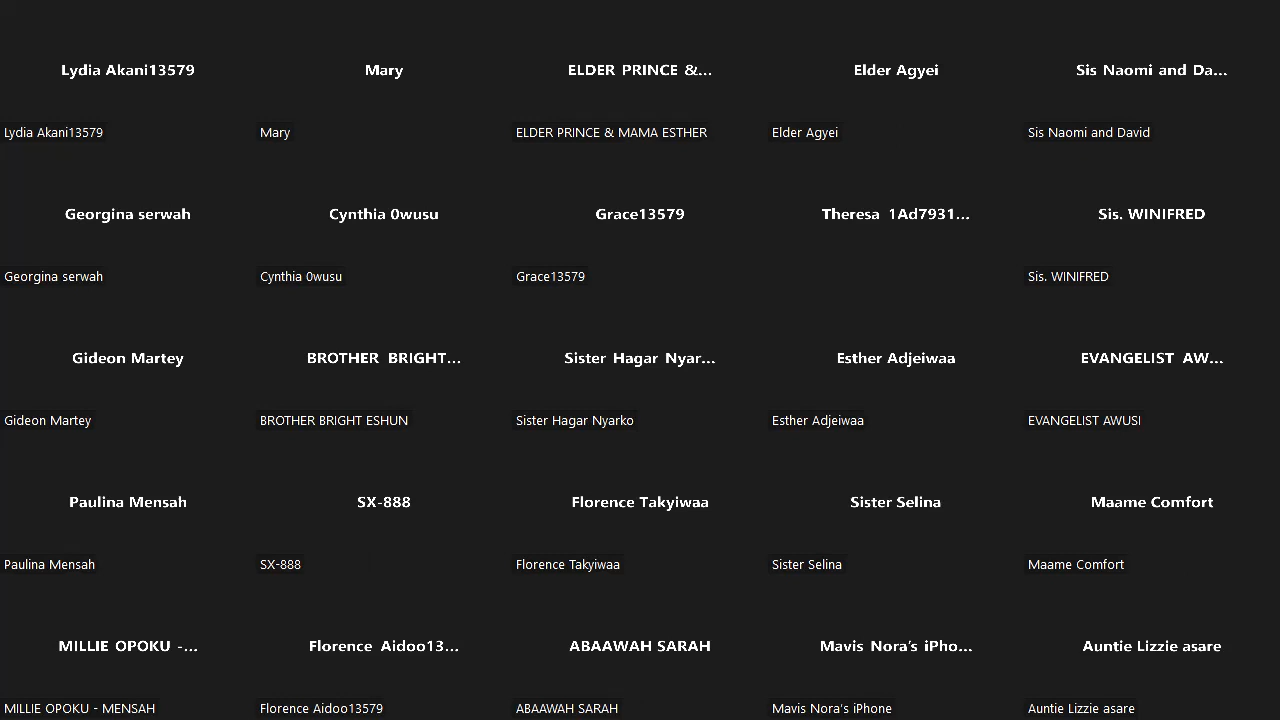 Lydia Akani13579
Mary
ELDER PRINCE &...
Elder Agyei
Sis Naomi and Da...
Lydia Akani13579
Mary
ELDER PRINCE & MAMA ESTHER
Elder Agyei
Sis Naomi and David
Georgina serwah
Cynthia 0wusu
Grace13579
Theresa 1Ad7931...
Sis. WINIFRED
Georgina serwah
Cynthia 0wusu
Grace13579
Sis. WINIFRED
Gideon Martey
BROTHER BRIGHT...
Sister Hagar Nyar...
Esther Adjeiwaa
EVANGELIST AW...
Gideon Martey
BROTHER BRIGHT ESHUN
Sister Hagar Nyarko
Esther Adjeiwaa
EVANGELIST AWUSI
Paulina Mensah
SX-888
Florence Takyiwaa
Sister Selina
Maame Comfort
Paulina Mensah
SX-888
Florence Takyiwaa
Sister Selina
Maame Comfort
MILLIE OPOKU -...
Florence Aidoo13...
ABAAWAH SARAH
Mavis Nora's iPho...
Auntie Lizzie asare
MILLIE OPOKU - MENSAH
Florence Aidoo13579
ABAAWAH SARAH
Mavis Nora's iPhone
Auntie Lizzie asare